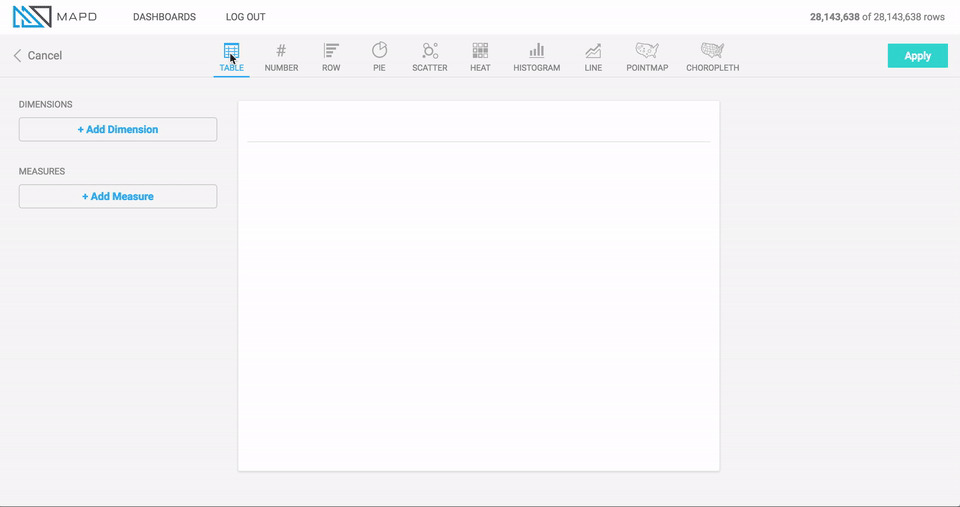 MAPD DASHBOARDS LOG OUT 28,143,638 of 28,143,638 rows
Cancel # TABLE NUMBER ROW PIE SCATTER HEAT HISTOGRAM LINE POINTMAP CHOROPLETH Apply
DIMENSIONS
+ Add Dimension
MEASURES
+ Add Measure